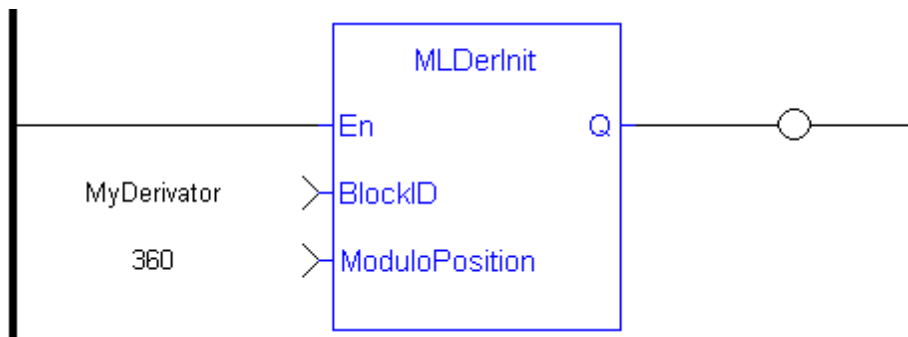 MLDerInit
En Q
MyDerivator BlockID
360 ModuloPosition